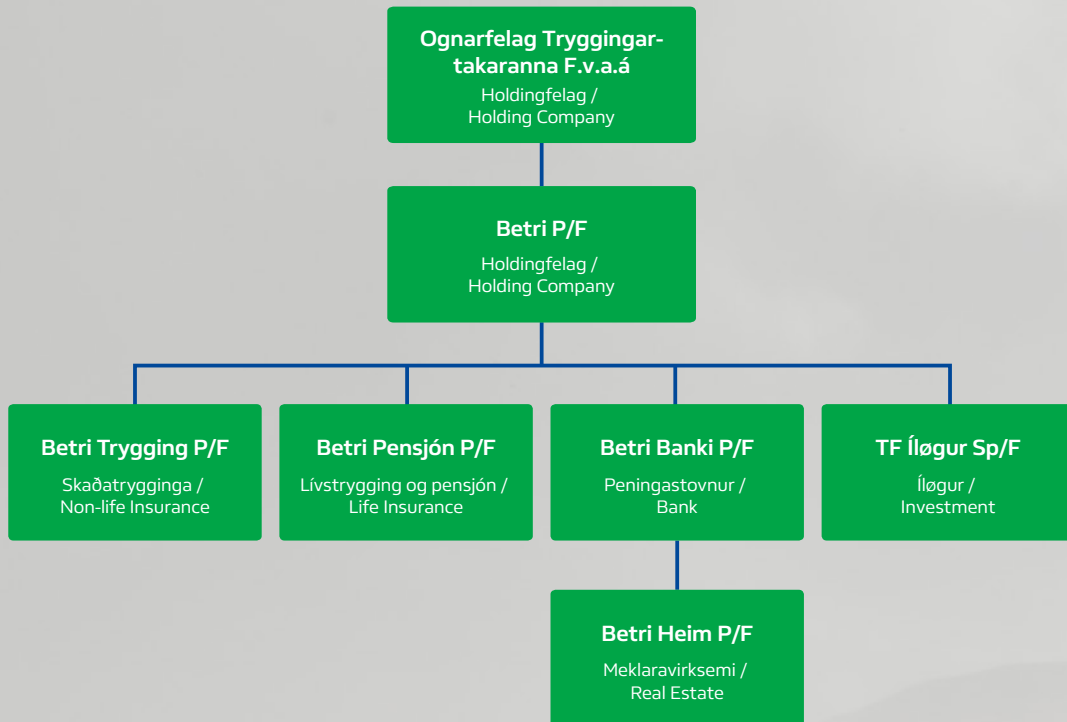 Ognarfelag Tryggingar-
takaranna F.v.a.á
Holdingfelag /
Holding Company
Betri P/F
Holdingfelag /
Holding Company
Betri Trygging P/F
Skaðatrygginga /
Non-life Insurance
Betri Pensjón P/F
Lívstrygging og pensjón /
Life Insurance
Betri Banki P/F
Peningastovnur /
Bank
TF Íløgur Sp/F
Íløgur /
Investment
Betri Heim P/F
Meklaravirksemi /
Real Estate